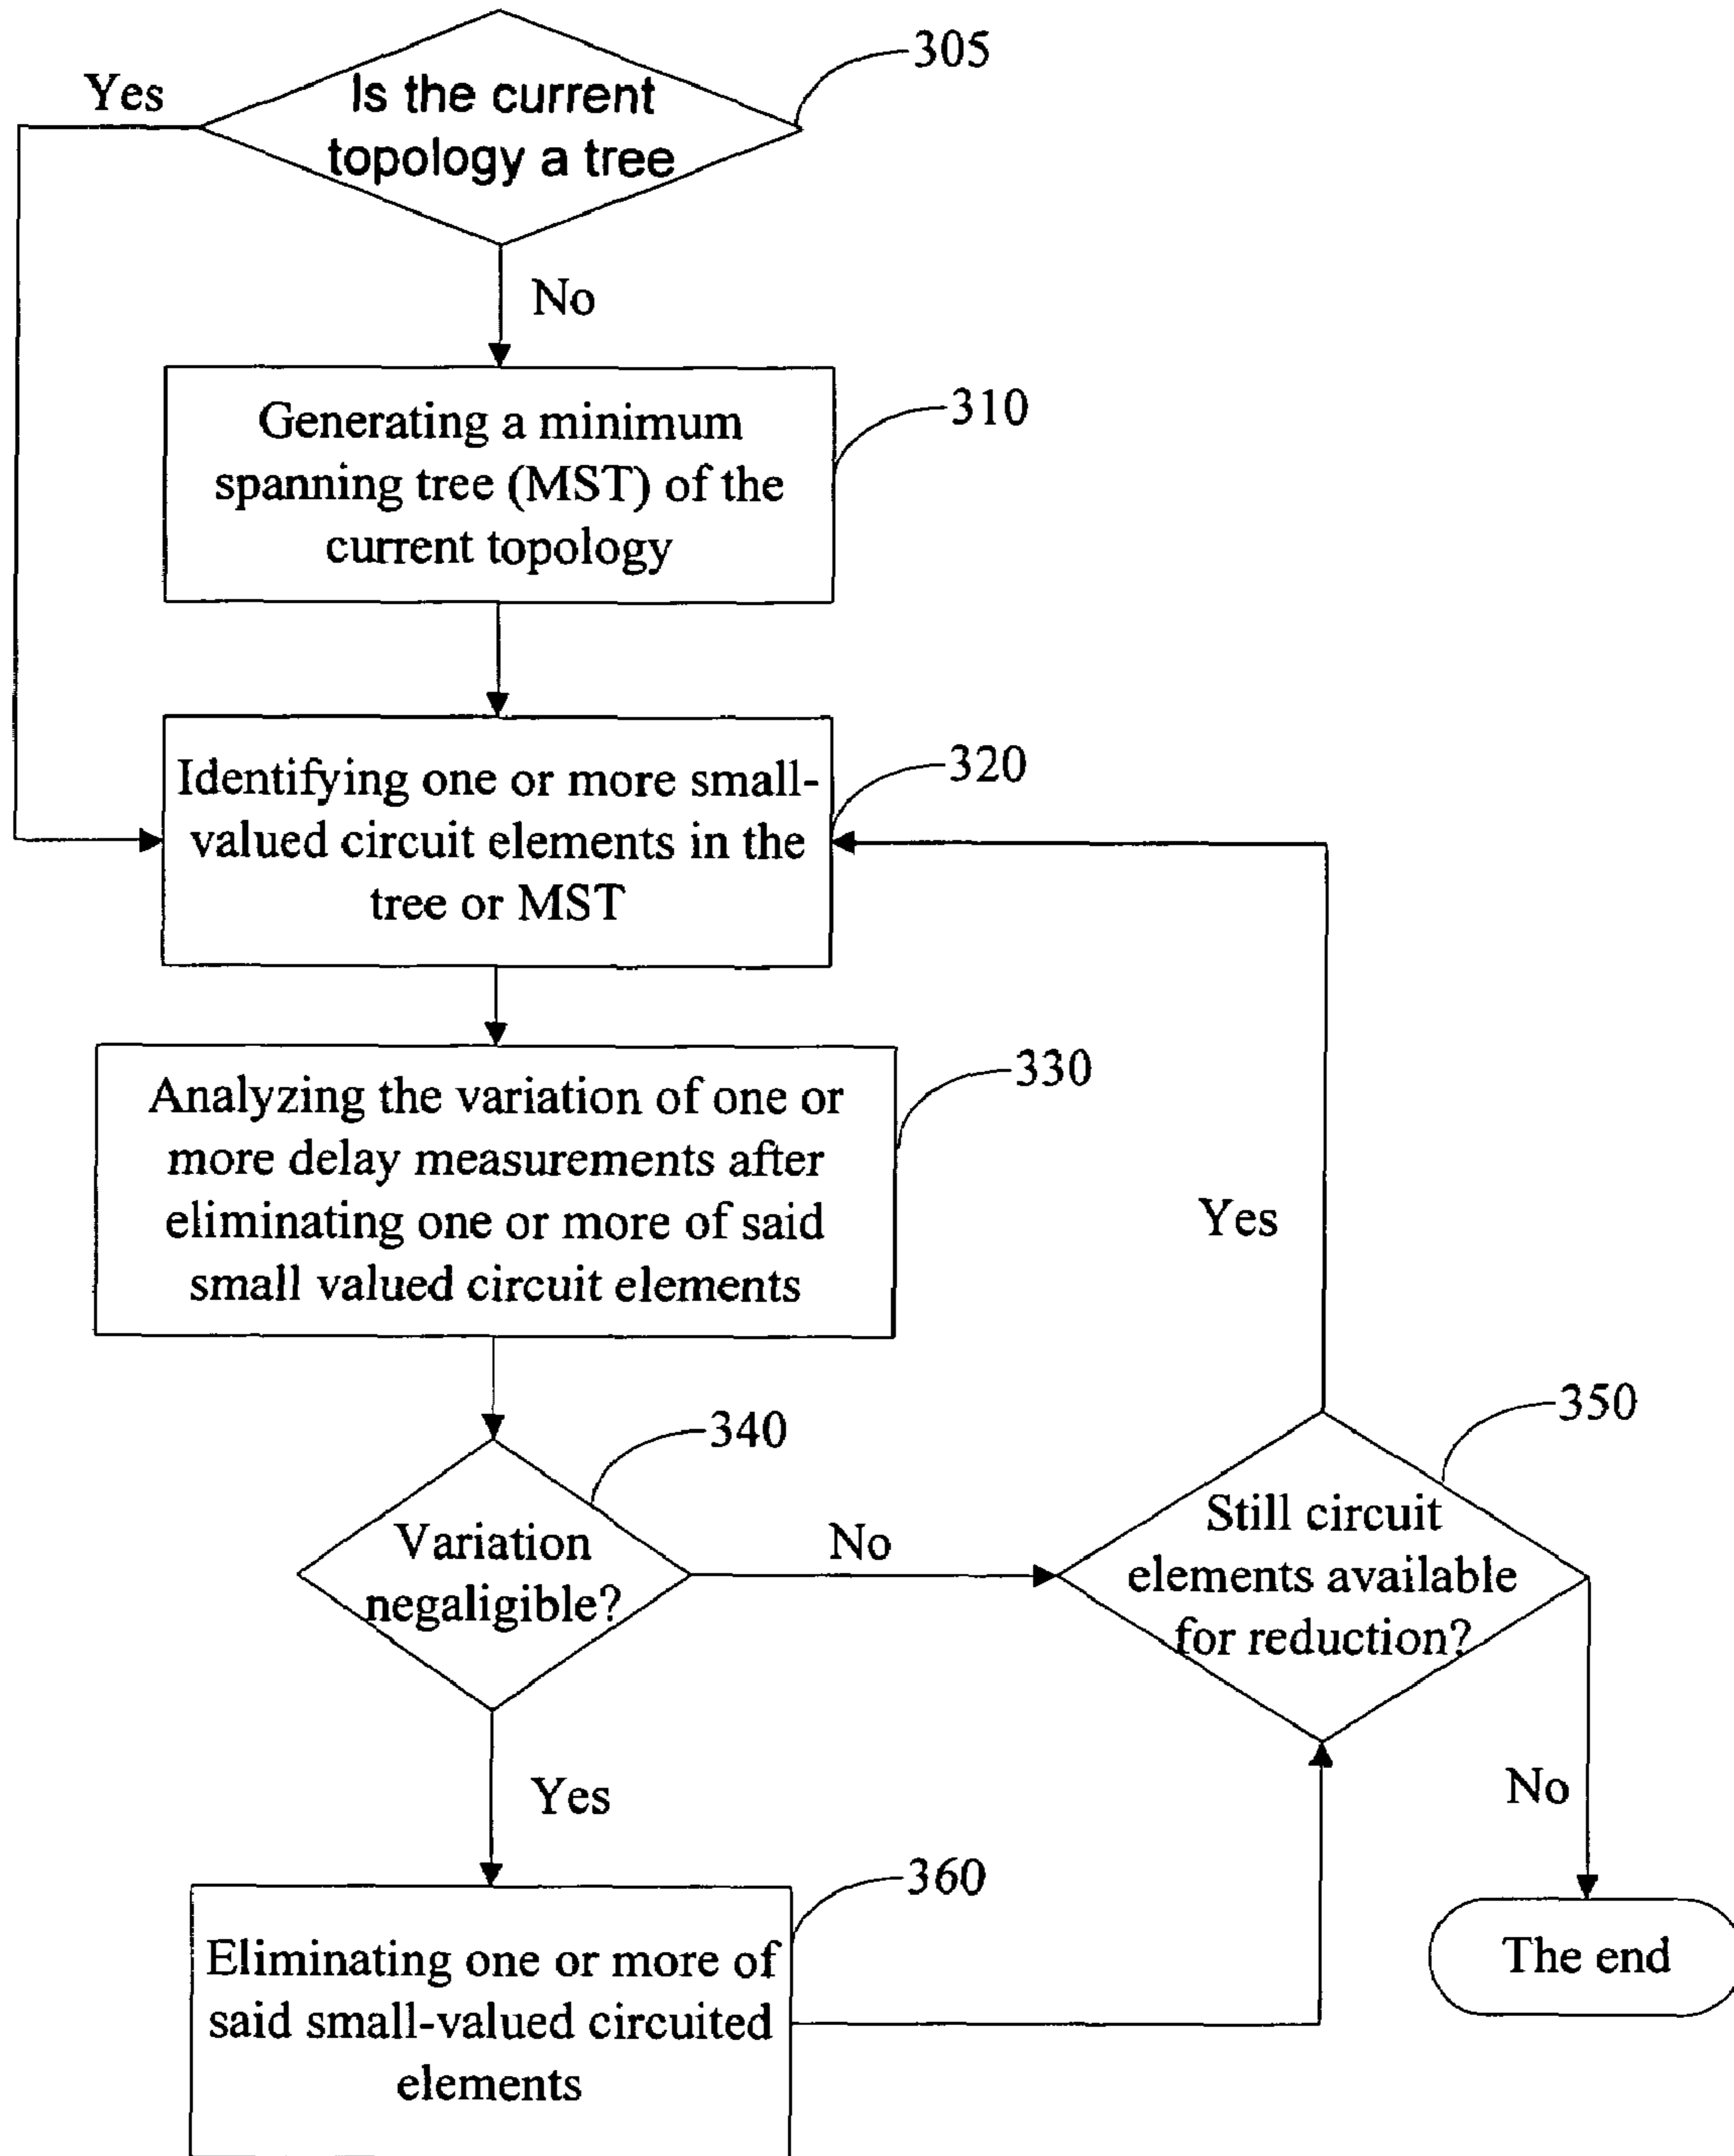 305
Yes
Is the current
topology a tree
No
310
Generating a minimum
spanning tree (MST) of the
current topology
320
Identifying one or more small-
valued circuit elements in the
tree or MST
330
Analyzing the variation of one or
more delay measurements after
eliminating one or more of said
small valued circuit elements
Yes
340
350
Variation
negaligible?
No
Still circuit
elements available
for reduction?
Yes
No
360
Eliminating one or more of
said small-valued circuited
elements
The end